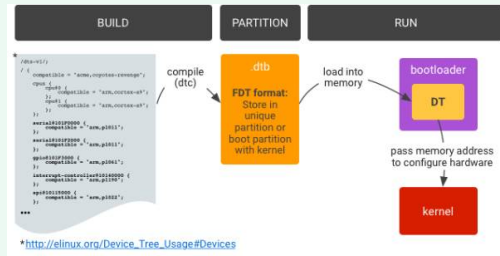 BUILD
PARTITION
RUN
*
/dts-v1/;
/ {
compatible = "acme,coyotes-revenge";
cpus {
cpu@0 {
compatible = "arm,cortex-a9";
};
cpu@1 {
compatible = "arm,cortex-a9";
};
};
serial@101F0000 {
compatible = "arm,pl011";
};
serial@101F2000 {
compatible = "arm,pl011";
};
gpio@101F3000 {
compatible = "arm,pl061";
};
interrupt-controller@10140000 {
compatible = "arm,pl190";
};
spi@10115000 {
compatible = "arm,pl022";
};
•••
compile
(dtc)
.dtb
FDT format:
Store in
unique
partition or
boot partition
with kernel
load into
memory
bootloader
DT
pass memory address
to configure hardware
kernel
*http://elinux.org/Device_Tree_Usage#Devices